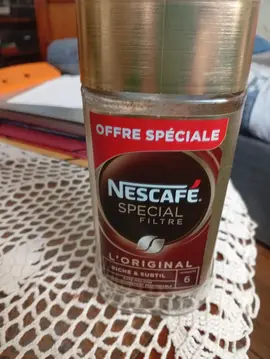 OFFRE SPÉCIALE
NESCAFÉ
SPECIAL
FILTRE
L'ORIGINAL
RICHE & SUBTIL
6